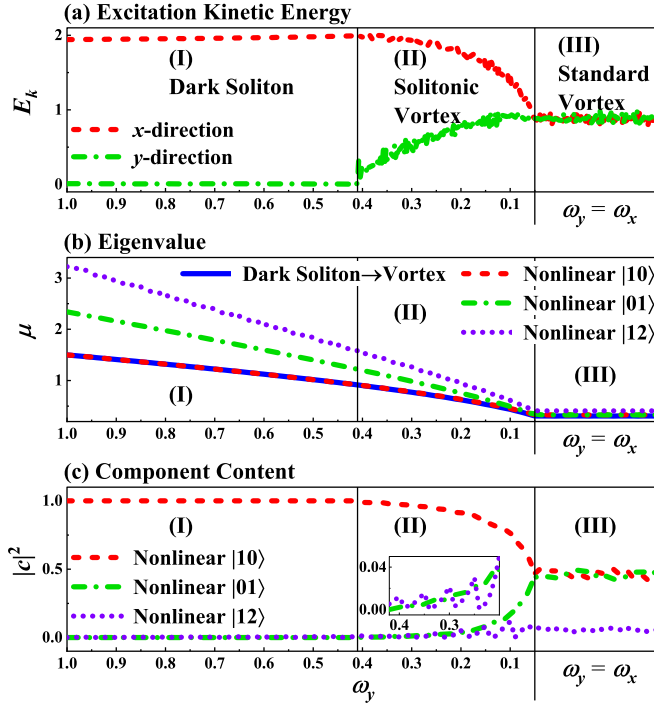 (a) Excitation Kinetic Energy
2
1
0
E_k
(I)
Dark Soliton
(II)
Solitonic
Vortex
(III)
Standard
Vortex
x-direction
y-direction
1.0 0.9 0.8 0.7 0.6 0.5 0.4 0.3 0.2 0.1
ω_y = ω_x
(b) Eigenvalue
3
2
1
μ
Dark Soliton→Vortex
Nonlinear |10⟩
Nonlinear |01⟩
Nonlinear |12⟩
(I)
(II)
(III)
1.0 0.9 0.8 0.7 0.6 0.5 0.4 0.3 0.2 0.1
ω_y = ω_x
(c) Component Content
1.0
0.5
0.0
|c|²
(I)
(II)
(III)
Nonlinear |10⟩
Nonlinear |01⟩
Nonlinear |12⟩
0.04
0.00
0.4 0.3
1.0 0.9 0.8 0.7 0.6 0.5 0.4 0.3 0.2 0.1
ω_y
ω_y = ω_x